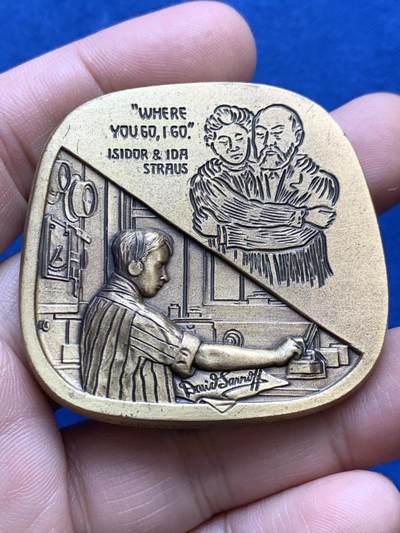 "WHERE
YOU GO, I GO."
ISIDOR & IDA
STRAUS
David Sarnoff